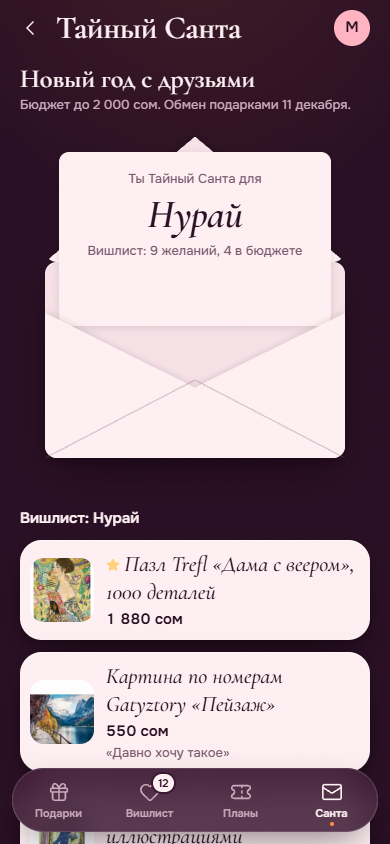 Тайный Санта
М
Новый год с друзьями
Бюджет до 2 000 сом. Обмен подарками 11 декабря.
Ты Тайный Санта для
Нурай
Вишлист: 9 желаний, 4 в бюджете
Вишлист: Нурай
Пазл Trefl «Дама с веером»,
1000 деталей
1 880 сом
Картина по номерам
Gatyztory «Пейзаж»
550 сом
«Давно хочу такое»
12
Подарки
Вишлист
Планы
Санта
иллюстрациями